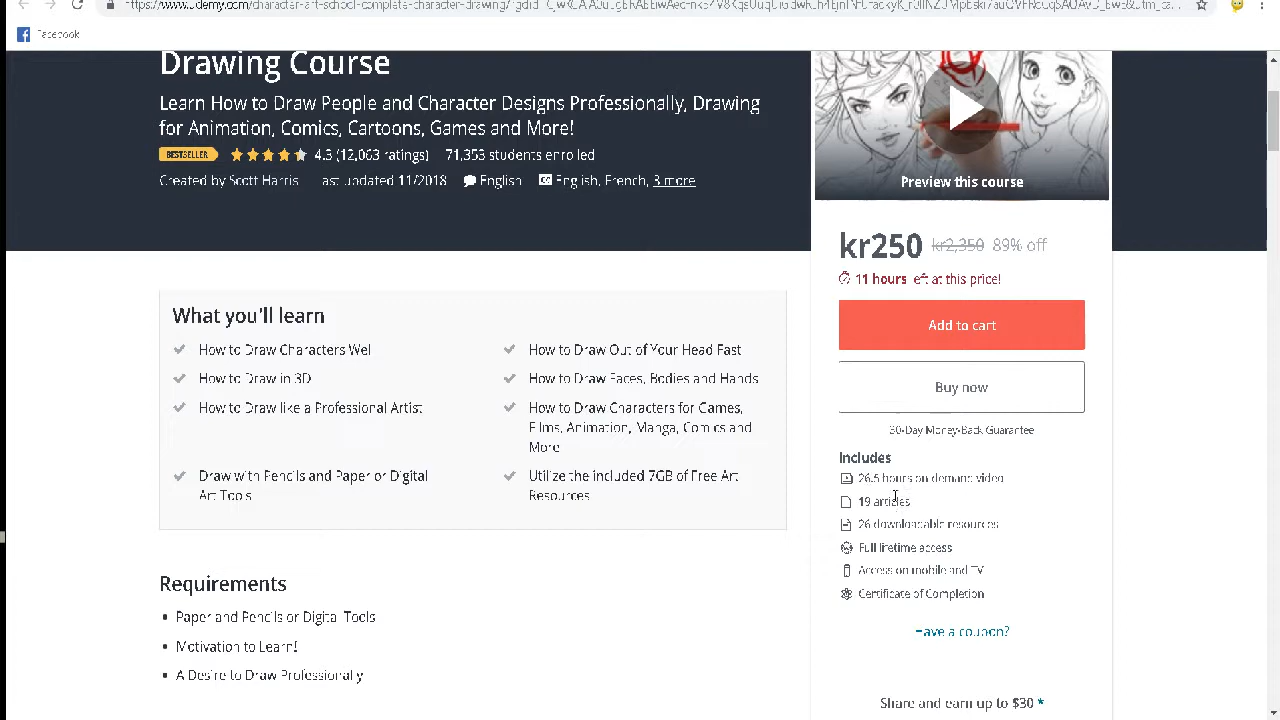 Facebook
Drawing Course
Learn How to Draw People and Character Designs Professionally, Drawing
for Animation, Comics, Cartoons, Games and More!
BESTSELLER 4.3 (12,063 ratings) 71,353 students enrolled
Created by Scott Harris Last updated 11/2018 English English, French, 3 more
Preview this course
kr250 kr2,350 89% off
11 hours left at this price!
Add to cart
Buy now
30-Day Money-Back Guarantee
Includes
26.5 hours on-demand video
19 articles
26 downloadable resources
Full lifetime access
Access on mobile and TV
Certificate of Completion
Have a coupon?
Share and earn up to $30 *
What you'll learn
How to Draw Characters Well
How to Draw Out of Your Head Fast
How to Draw in 3D
How to Draw Faces, Bodies and Hands
How to Draw like a Professional Artist
How to Draw Characters for Games,
Films, Animation, Manga, Comics and
More
Draw with Pencils and Paper or Digital
Art Tools
Utilize the included 7GB of Free Art
Resources
Requirements
Paper and Pencils or Digital Tools
Motivation to Learn!
A Desire to Draw Professionally